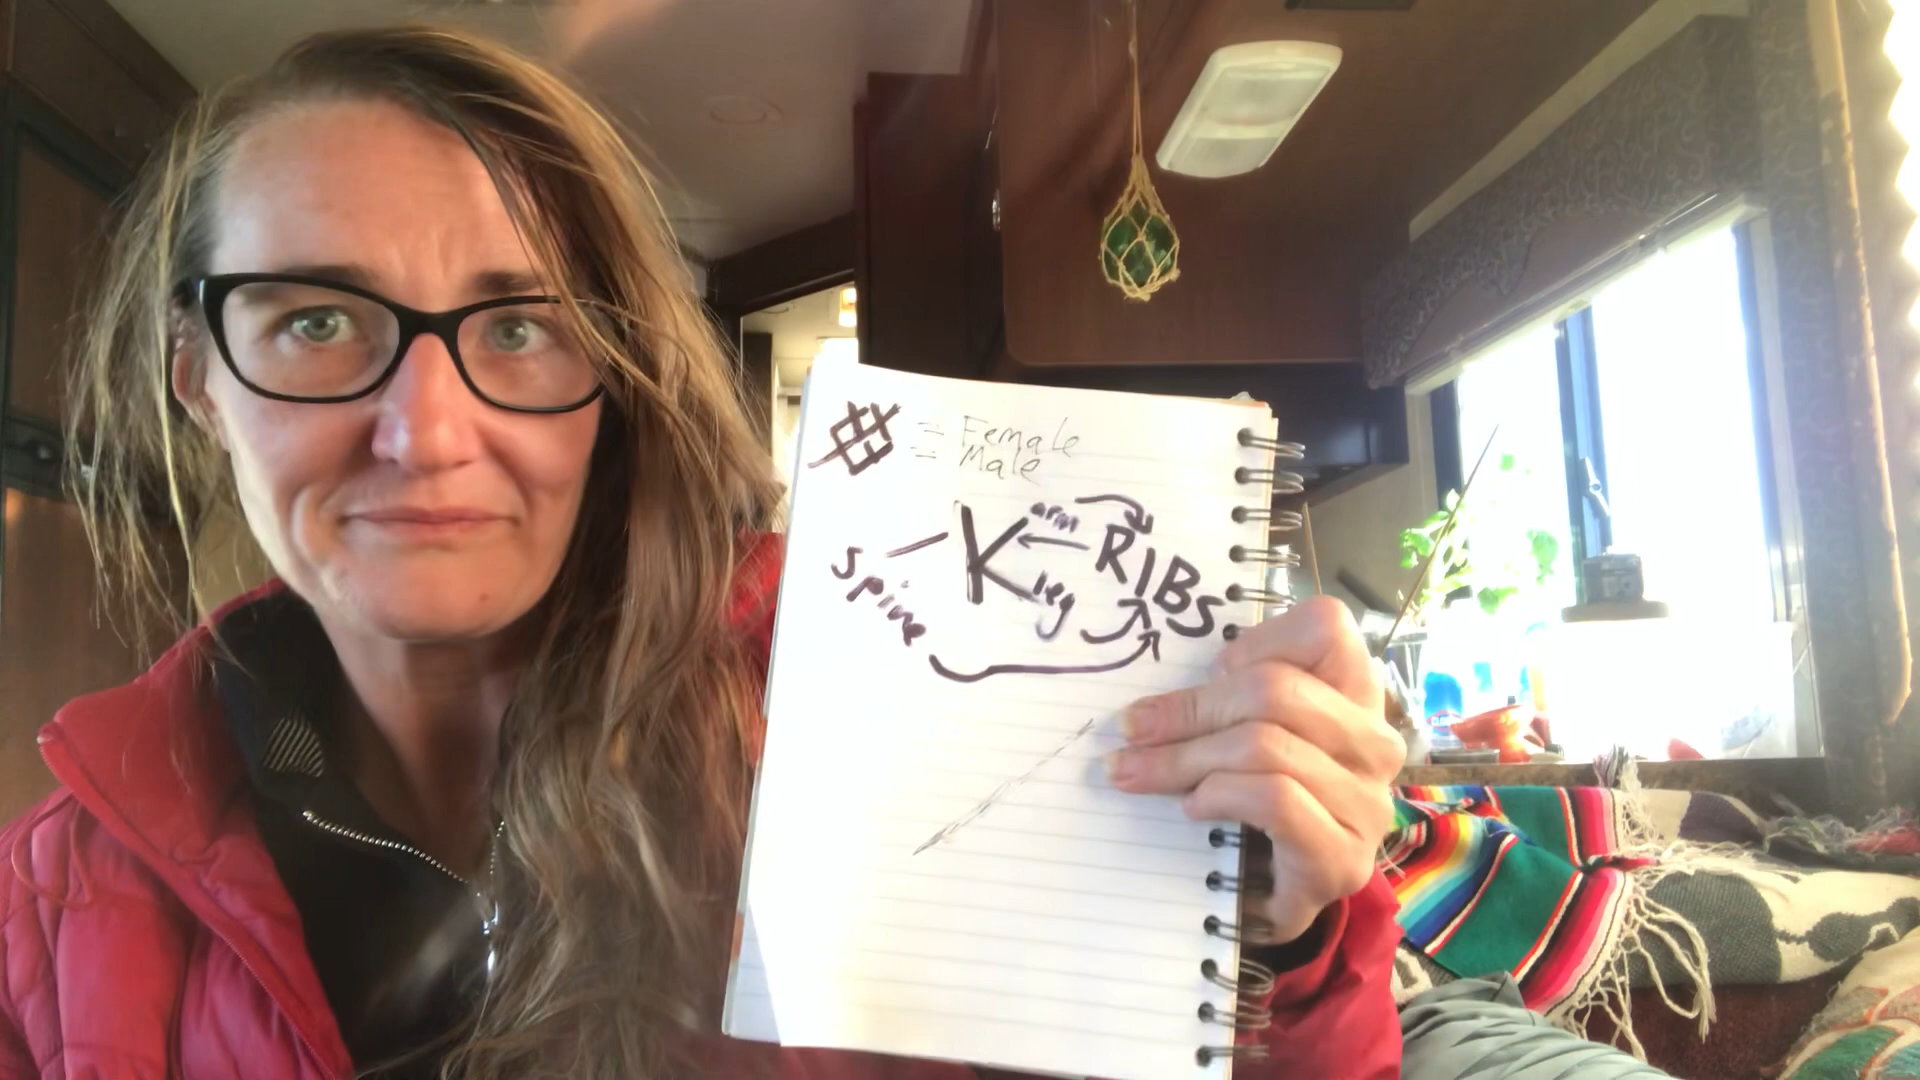 = Female
= Male
arm
Spine K RIBS
leg